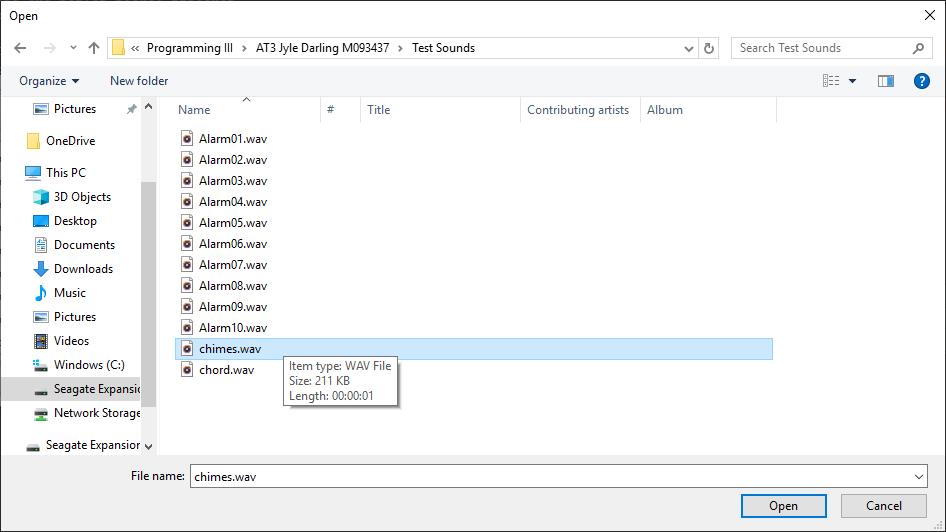 Open
« Programming III > AT3 Jyle Darling M093437 > Test Sounds
Search Test Sounds
Organize
New folder
?
Pictures
OneDrive
This PC
3D Objects
Desktop
Documents
Downloads
Music
Pictures
Videos
Windows (C:)
Seagate Expansio
Network Storage
Seagate Expansion
Name # Title Contributing artists Album
Alarm01.wav
Alarm02.wav
Alarm03.wav
Alarm04.wav
Alarm05.wav
Alarm06.wav
Alarm07.wav
Alarm08.wav
Alarm09.wav
Alarm10.wav
chimes.wav
chord.wav
Item type: WAV File
Size: 211 KB
Length: 00:00:01
File name: chimes.wav
Open Cancel